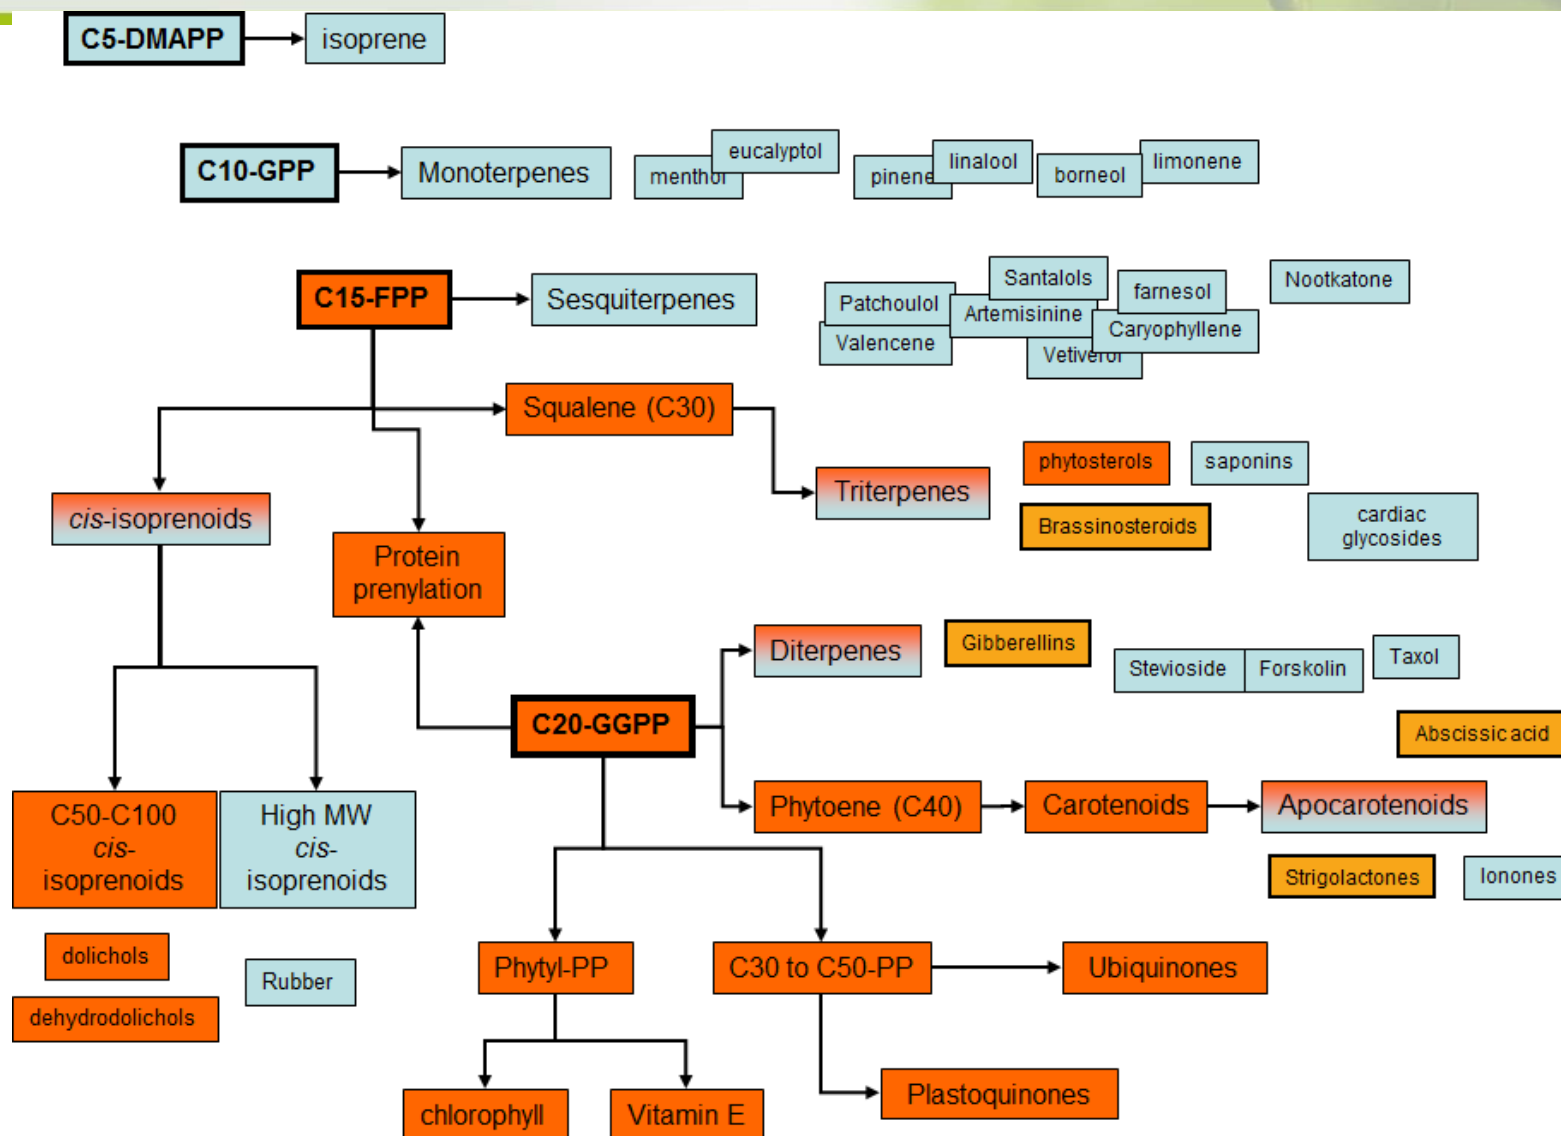 C5-DMAPP
isoprene
C10-GPP
Monoterpenes
menthol
eucalyptol
pinene
linalool
borneol
limonene
C15-FPP
Sesquiterpenes
Patchoulol
Valencene
Santalols
Artemisinine
farnesol
Caryophyllene
Vetiverol
Nootkatone
Squalene (C30)
Triterpenes
phytosterols
saponins
Brassinosteroids
cardiac
glycosides
cis-isoprenoids
Protein
prenylation
Diterpenes
Gibberellins
Stevioside
Forskolin
Taxol
C20-GGPP
Abscissic acid
Phytoene (C40)
Carotenoids
Apocarotenoids
Strigolactones
Ionones
C50-C100
cis-
isoprenoids
High MW
cis-
isoprenoids
dolichols
dehydrodolichols
Rubber
Phytyl-PP
C30 to C50-PP
Ubiquinones
chlorophyll
Vitamin E
Plastoquinones